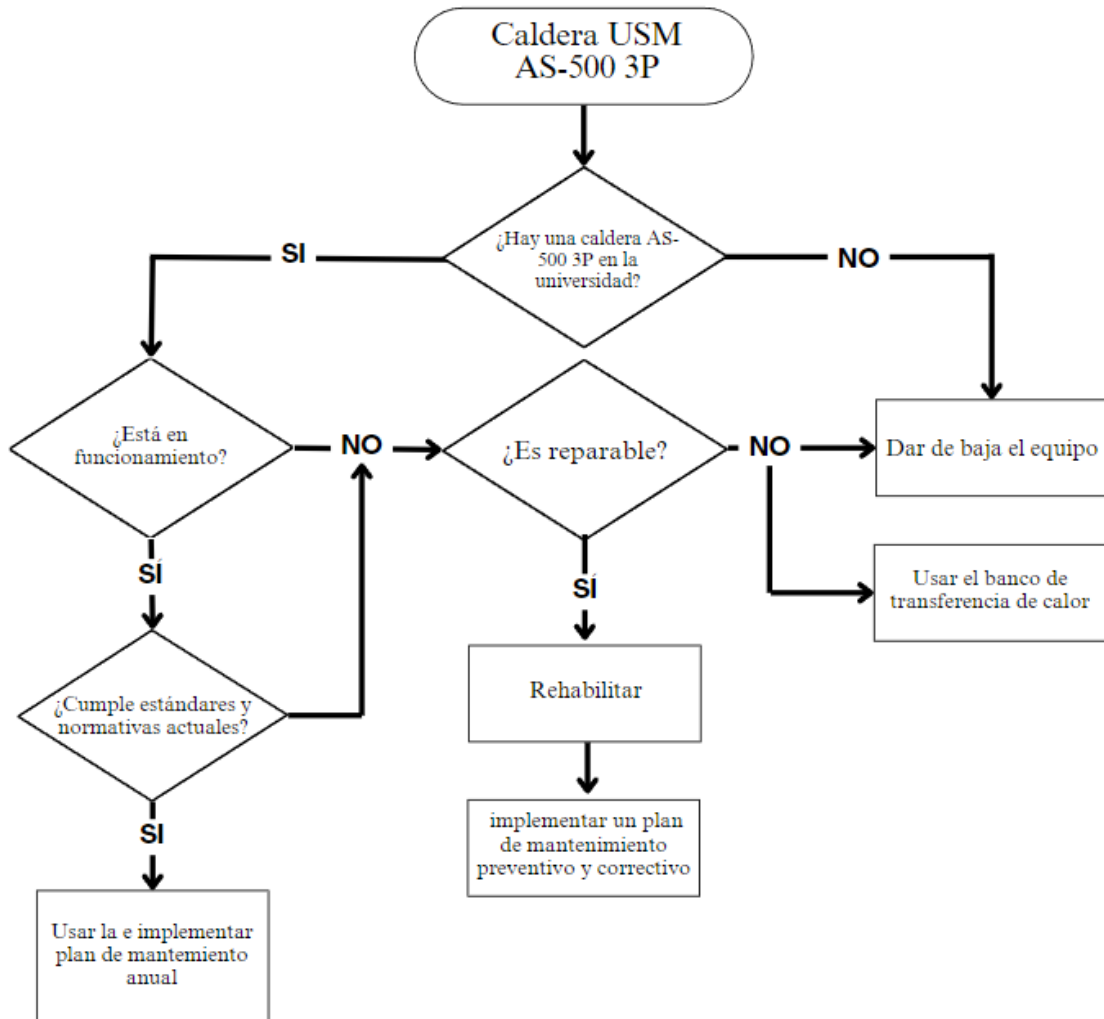 Caldera USM
AS-500 3P
¿Hay una caldera AS-
500 3P en la
universidad?
SI
NO
¿Está en
funcionamiento?
NO
¿Es reparable?
NO
Dar de baja el equipo
SÍ
SÍ
Usar el banco de
transferencia de calor
¿Cumple estándares y
normativas actuales?
Rehabilitar
SI
implementar un plan
de mantenimiento
preventivo y correctivo
Usar la e implementar
plan de mantemiento
anual